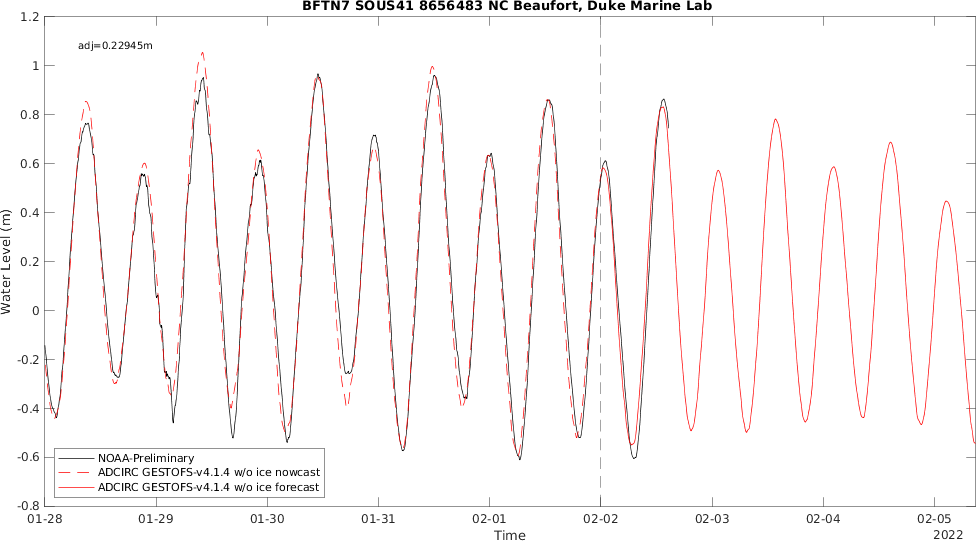 BFTN7 SOUS41 8656483 NC Beaufort, Duke Marine Lab
1.2
1
0.8
0.6
0.4
0.2
0
-0.2
-0.4
-0.6
-0.8
Water Level (m)
adj=0.22945m
NOAA-Preliminary
ADCIRC GESTOFS-v4.1.4 w/o ice nowcast
ADCIRC GESTOFS-v4.1.4 w/o ice forecast
01-28 01-29 01-30 01-31 02-01 02-02 02-03 02-04 02-05
Time
2022